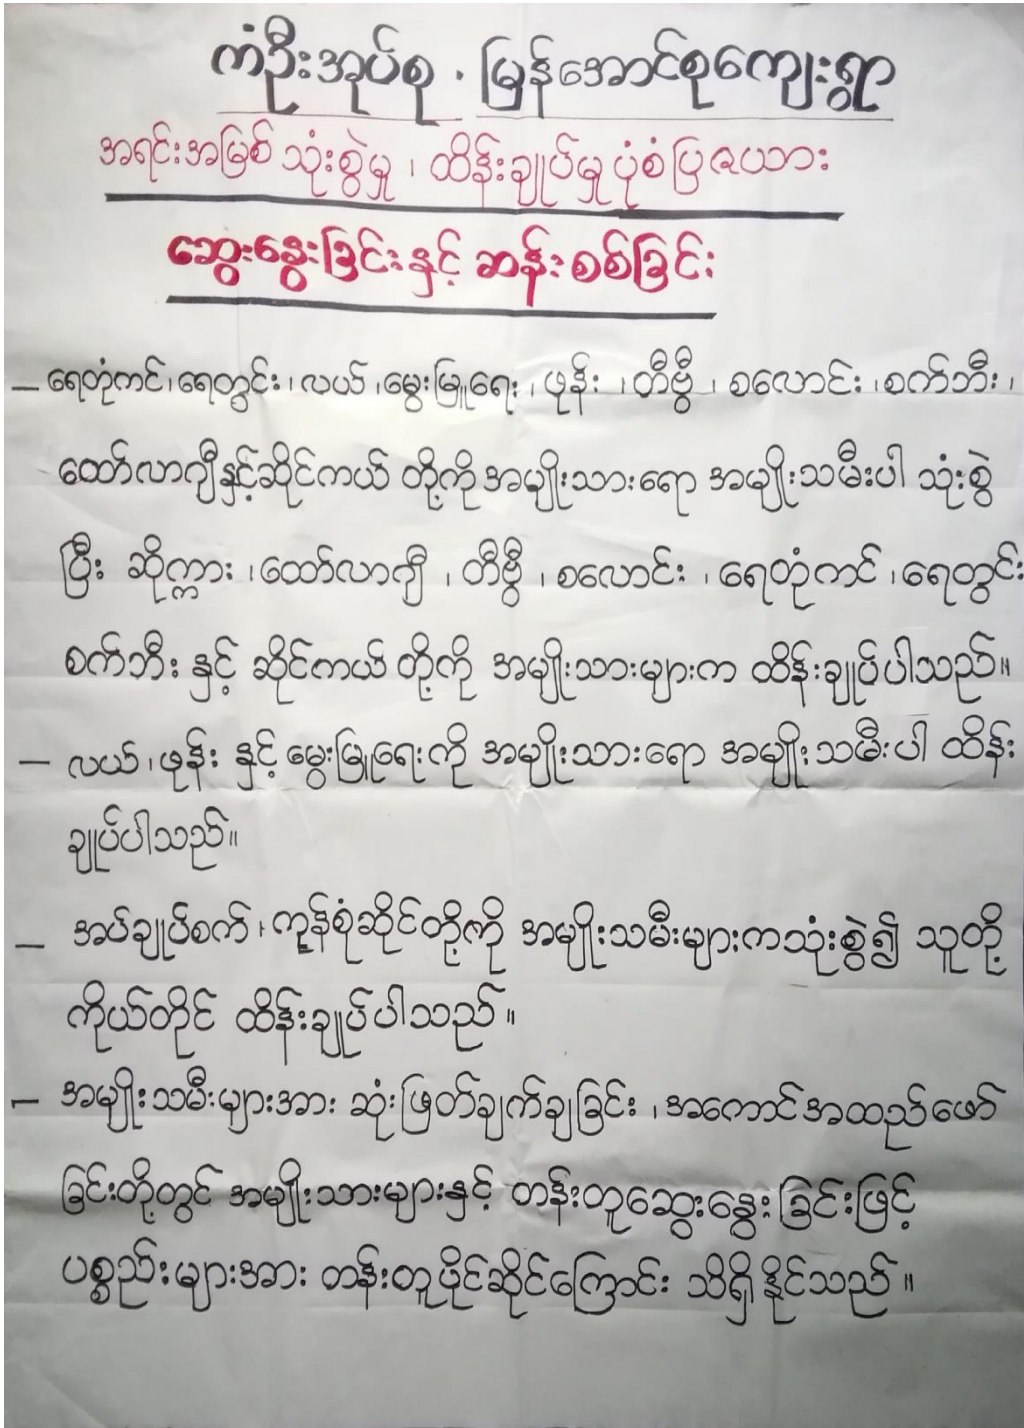 ကံဦးအုပ်စု ၊ မြန်အောင်စုကျေးရွာ
အရင်းအမြစ် သုံးစွဲမှု ၊ ထိန်းချုပ်မှု ပုံစံပြဇယား
ဆွေးနွေးခြင်းနှင့် ဆန်းစစ်ခြင်း
– ရေတုံကင်၊ရေတွင်း ၊လယ် ၊မွေးမြူရေး ၊ ဖုန်း ၊တီဗွီ ၊ စလောင်း ၊စက်ဘီး ၊
ထော်လာဂျီနှင့်ဆိုင်ကယ် တို့ကိုအမျိုးသားရော အမျိုးသမီးပါ သုံးစွဲ
ပြီး ဆိုက္ကား ၊ထော်လာဂျီ ၊ တီဗွီ ၊ စလောင်း ၊ ရေတုံကင် ၊ရေတွင်း
စက်ဘီး နှင့် ဆိုင်ကယ် တို့ကို အမျိုးသားများက ထိန်းချုပ်ပါသည်။
– လယ် ၊ဖုန်း နှင့် မွေးမြူရေးကို အမျိုးသားရော အမျိုးသမီးပါ ထိန်း
ချုပ်ပါသည်။
– အပ်ချုပ်စက် ၊ ကုန်စုံဆိုင်တို့ကို အမျိုးသမီးများကသုံးစွဲ၍ သူတို့
ကိုယ်တိုင် ထိန်းချုပ်ပါသည်။
– အမျိုးသမီးများအား ဆုံးဖြတ်ချက်ချခြင်း ၊အကောင်အထည်ဖော်
ခြင်းတို့တွင် အမျိုးသားများနှင့် တန်းတူဆွေးနွေးခြင်းဖြင့်
ပစ္စည်းများအား တန်းတူပိုင်ဆိုင်ကြောင်း သိရှိနိုင်သည်။